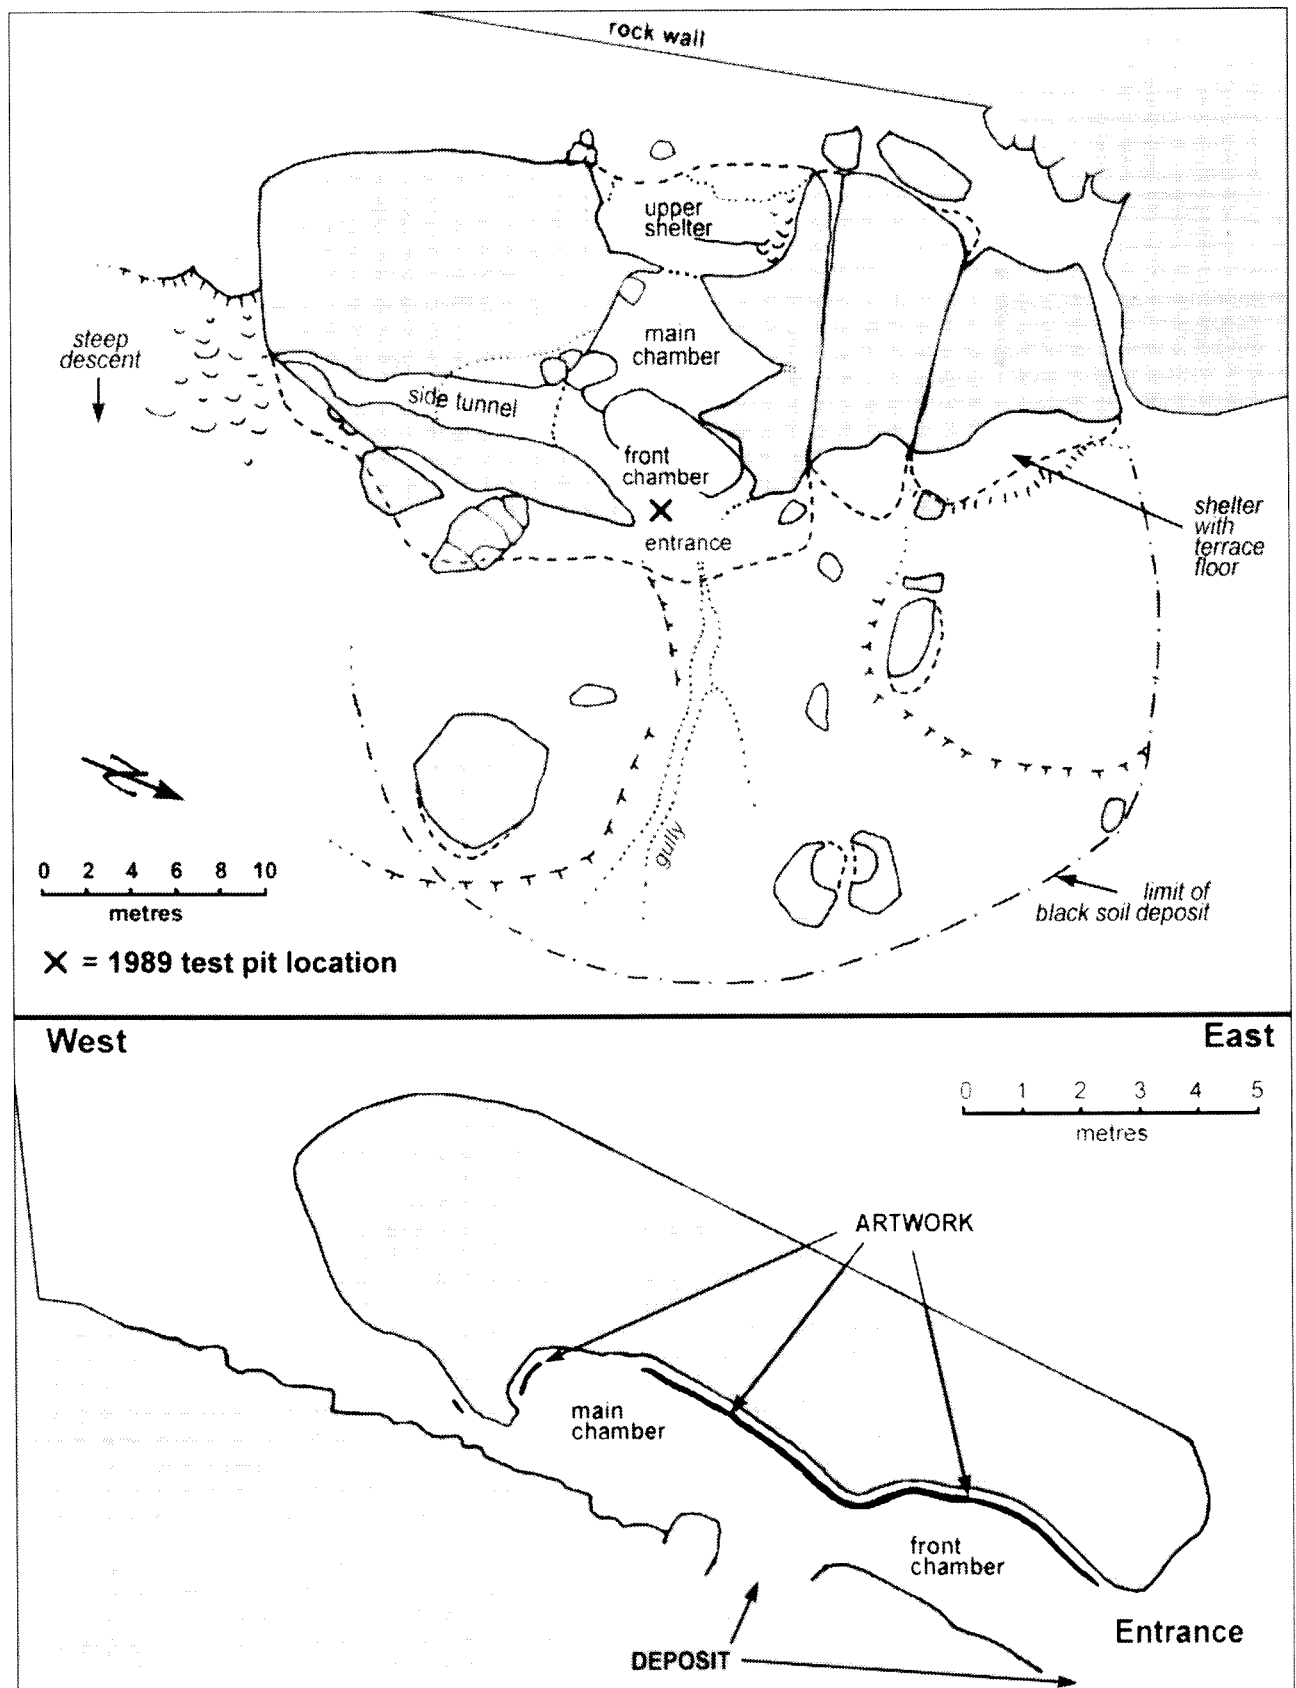 rock wall
upper
shelter
main
chamber
steep
descent
side tunnel
front
chamber
entrance
shelter
with
terrace
floor
gully
0 2 4 6 8 10
metres
limit of
black soil deposit
X = 1989 test pit location
West
East
0 1 2 3 4 5
metres
ARTWORK
main
chamber
front
chamber
Entrance
DEPOSIT